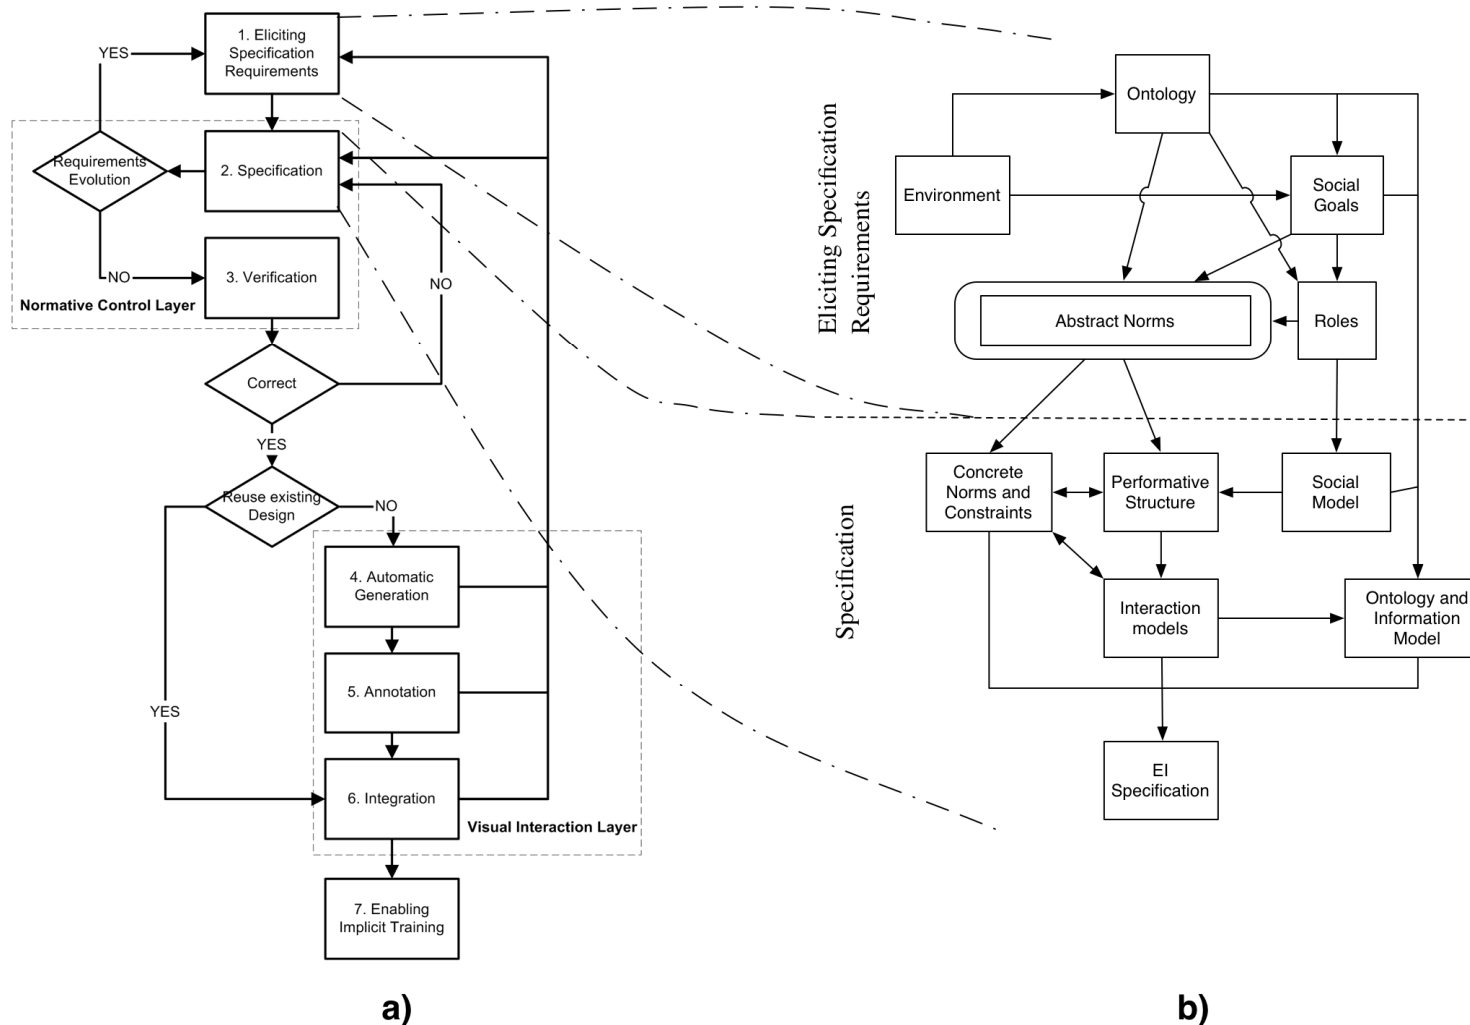 1. Eliciting
Specification
Requirements
YES
Requirements
Evolution
2. Specification
NO
3. Verification
Normative Control Layer
NO
Correct
YES
Reuse existing
Design
NO
4. Automatic
Generation
5. Annotation
YES
6. Integration
Visual Interaction Layer
7. Enabling
Implicit Training
a)
Eliciting Specification
Requirements
Ontology
Environment
Social
Goals
Abstract Norms
Roles
Specification
Concrete
Norms and
Constraints
Performative
Structure
Social
Model
Interaction
models
Ontology and
Information
Model
EI
Specification
b)